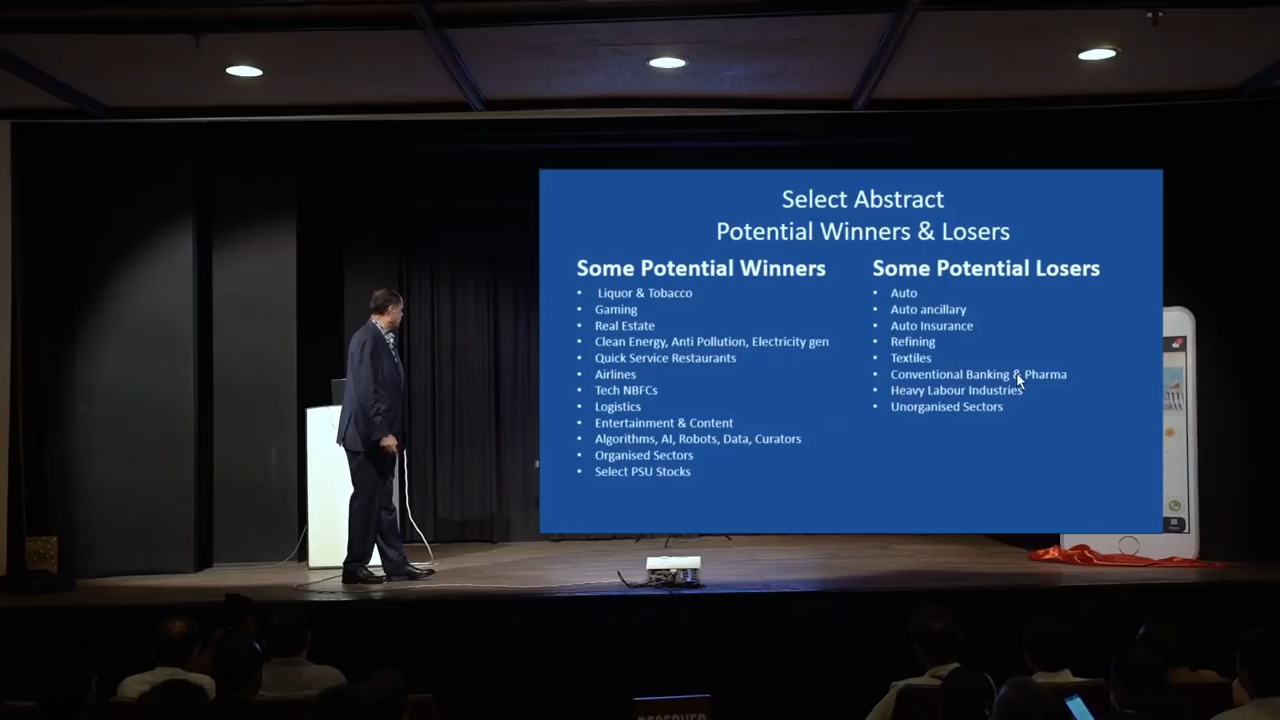 Select Abstract
Potential Winners & Losers
Some Potential Winners
• Liquor & Tobacco
• Gaming
• Real Estate
• Clean Energy, Anti Pollution, Electricity gen
• Quick Service Restaurants
• Airlines
• Tech NBFCs
• Logistics
• Entertainment & Content
• Algorithms, AI, Robots, Data, Curators
• Organised Sectors
• Select PSU Stocks
Some Potential Losers
• Auto
• Auto ancillary
• Auto Insurance
• Refining
• Textiles
• Conventional Banking & Pharma
• Heavy Labour Industries
• Unorganised Sectors
RESERVED